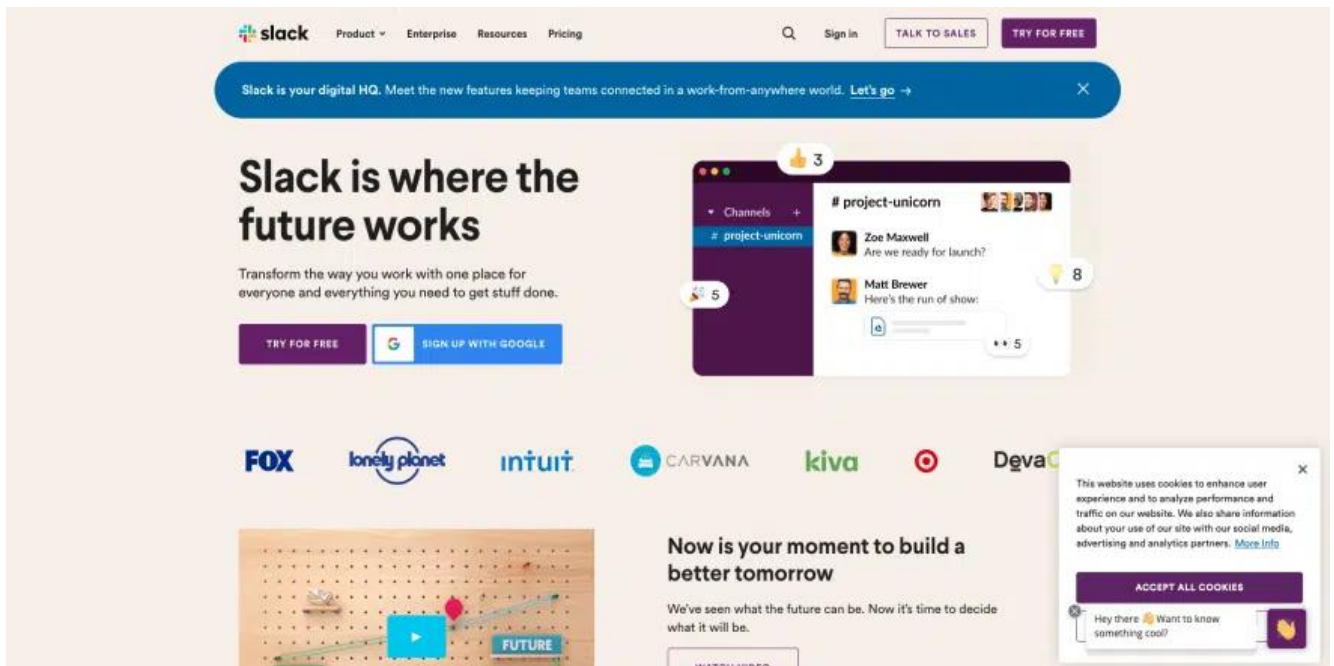 slack
Product Enterprise Resources Pricing
Sign in TALK TO SALES TRY FOR FREE
Slack is your digital HQ. Meet the new features keeping teams connected in a work-from-anywhere world. Let's go →
Slack is where the
future works
Transform the way you work with one place for
everyone and everything you need to get stuff done.
TRY FOR FREE
G SIGN UP WITH GOOGLE
3
Channels +
# project-unicorn
# project-unicorn
Zoe Maxwell
Are we ready for launch?
Matt Brewer
Here's the run of show:
8
5
5
FOX
lonely planet
intuit
CARVANA
kiva
DevaC
FUTURE
Now is your moment to build a
better tomorrow
We've seen what the future can be. Now it's time to decide
what it will be.
WATCH VIDEO
This website uses cookies to enhance user
experience and to analyze performance and
traffic on our website. We also share information
about your use of our site with our social media,
advertising and analytics partners. More Info
ACCEPT ALL COOKIES
Hey there 👋 Want to know
something cool?